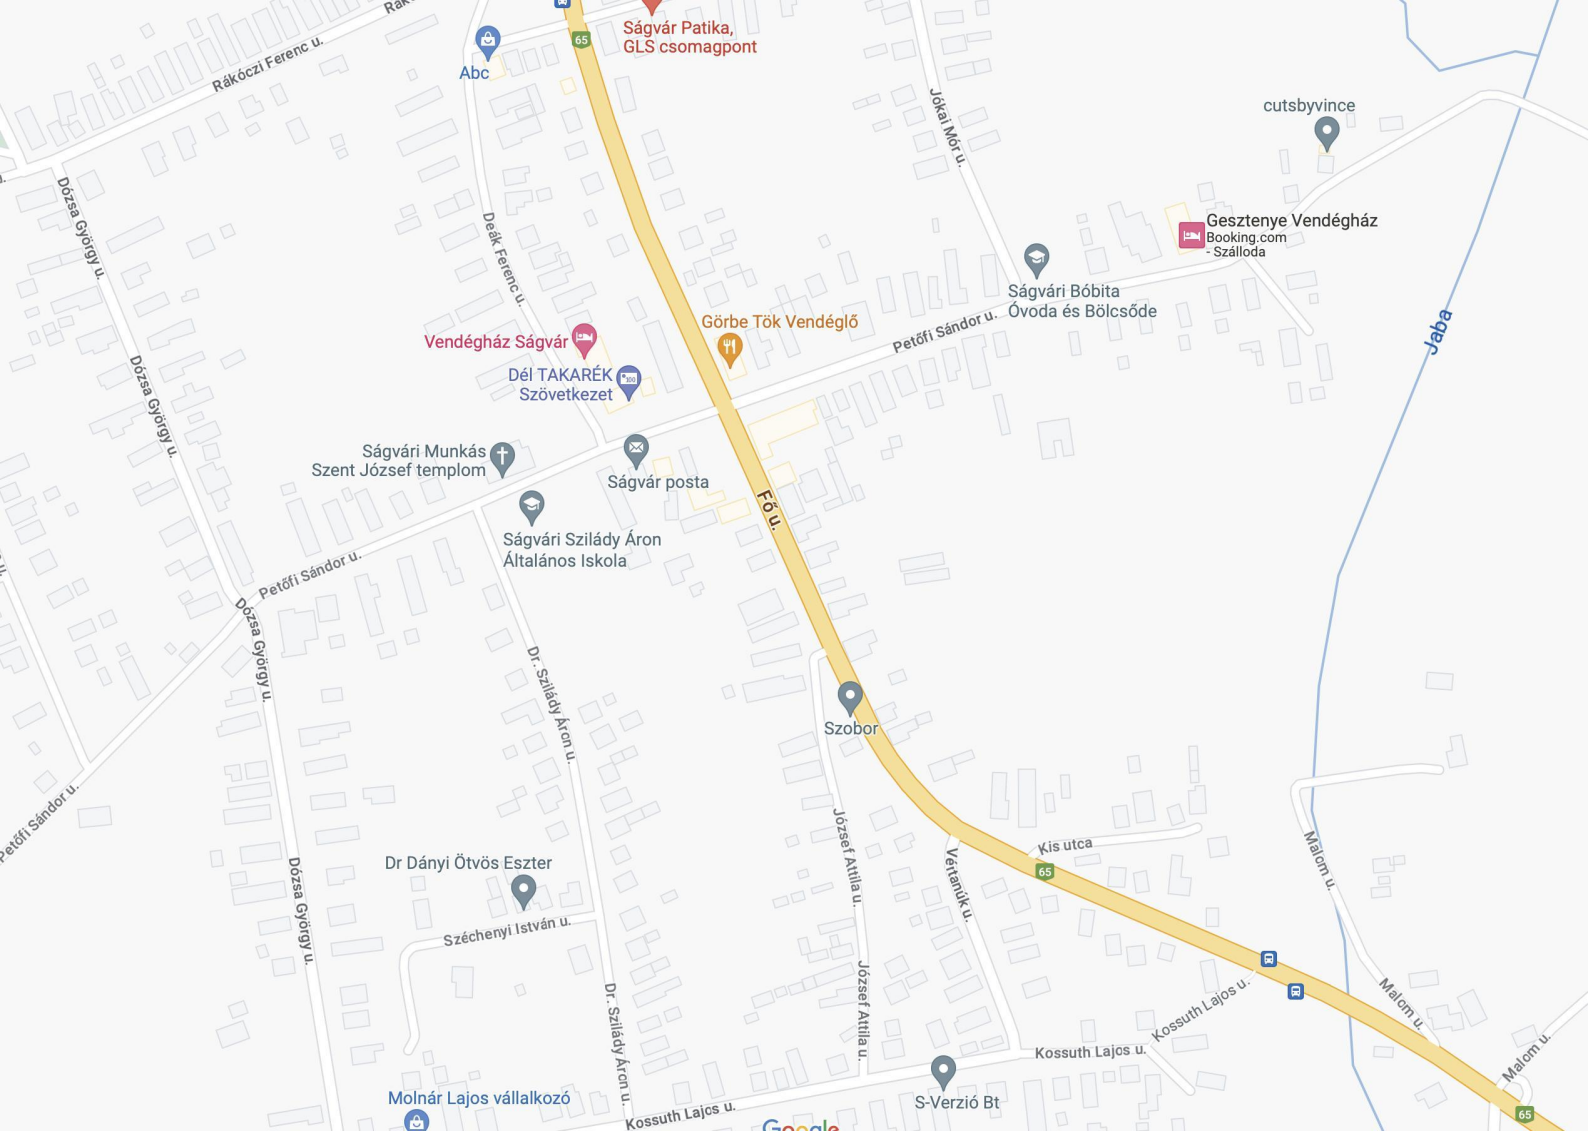 Rákóczi Ferenc u.
65
Ságvár Patika,
GLS csomagpont
Abc
Jókai Mór u.
cutsbyvince
Dózsa György u.
Deák Ferenc u.
Gesztenye Vendégház
Booking.com
- Szálloda
Ságvári Bóbita
Óvoda és Bölcsőde
Jaba
Petőfi Sándor u.
Görbe Tök Vendéglő
Vendégház Ságvár
Dél TAKARÉK
Szövetkezet
Dózsa György u.
Ságvári Munkás
Szent József templom
Ságvár posta
Fő u.
Ságvári Szilády Áron
Általános Iskola
Petőfi Sándor u.
Dózsa György u.
Dr. Szilády Áron u.
Szobor
Petőfi Sándor u.
József Attila u.
Kis utca
65
Malom u.
Vértanúk u.
Dr Dányi Ötvös Eszter
Dózsa György u.
Széchenyi István u.
József Attila u.
Dr. Szilády Áron u.
Kossuth Lajos u.
Malom u.
Kossuth Lajos u.
Malom u.
Molnár Lajos vállalkozó
S-Verzió Bt
Kossuth Lajos u.
65
Google